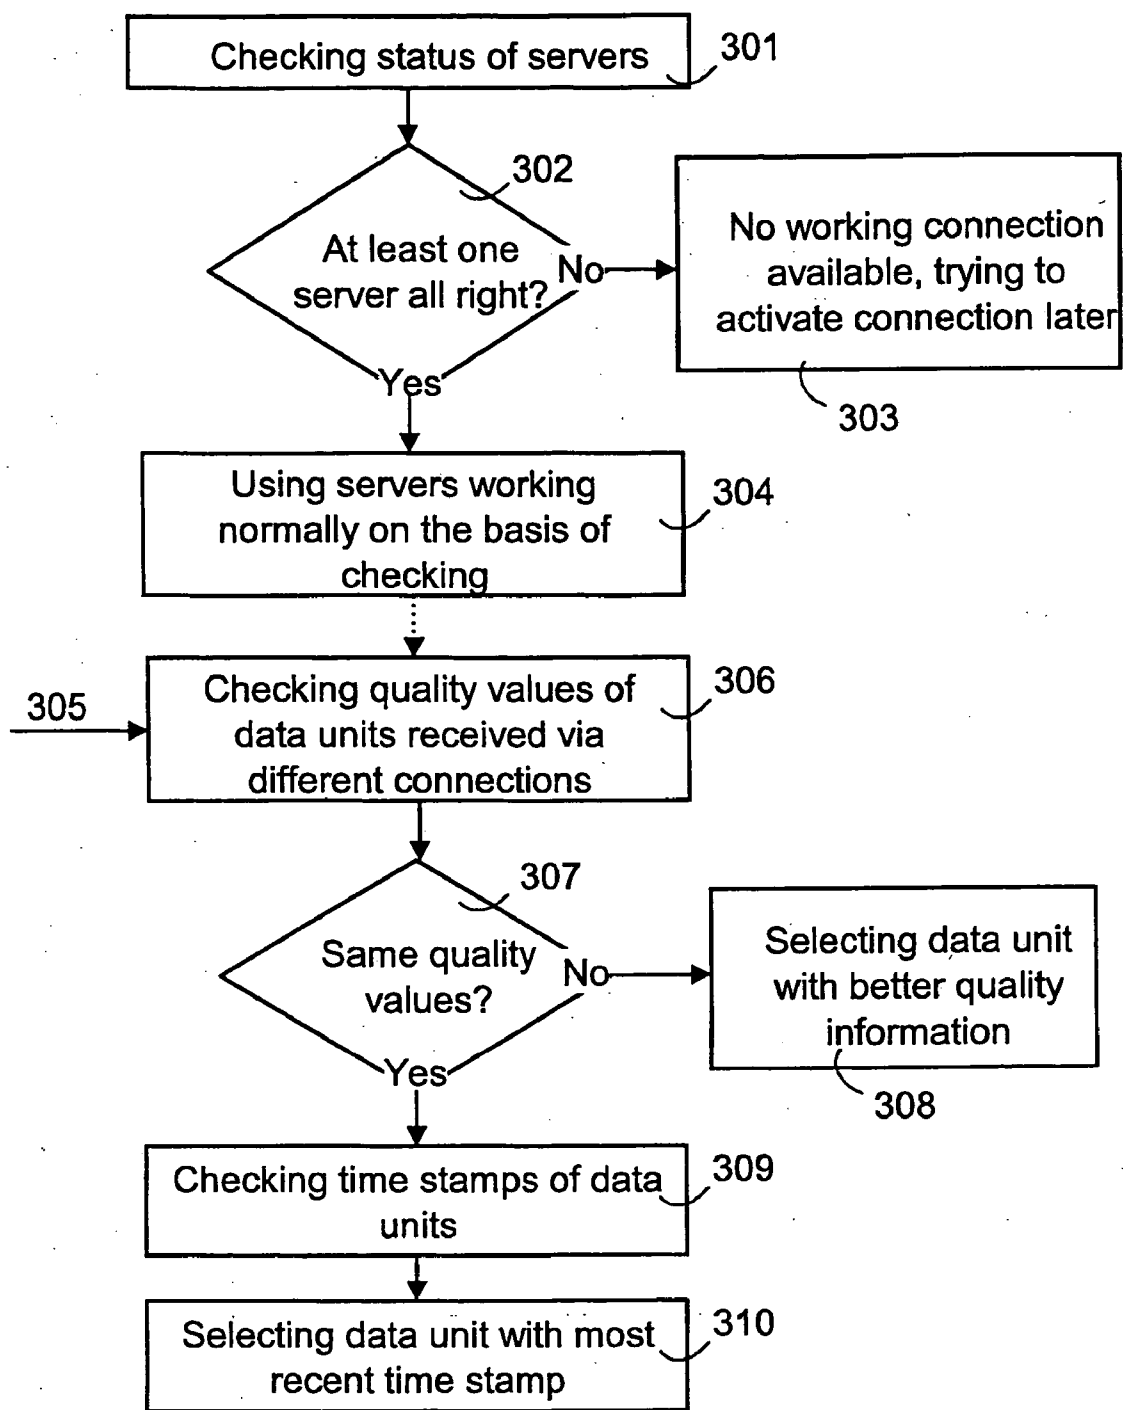 Checking status of servers
301
302
At least one
server all right?
No
Yes
No working connection
available, trying to
activate connection later
303
Using servers working
normally on the basis of
checking
304
305
Checking quality values of
data units received via
different connections
306
307
Same quality
values?
No
Yes
Selecting data unit
with better quality
information
308
Checking time stamps of data
units
309
Selecting data unit with most
recent time stamp
310